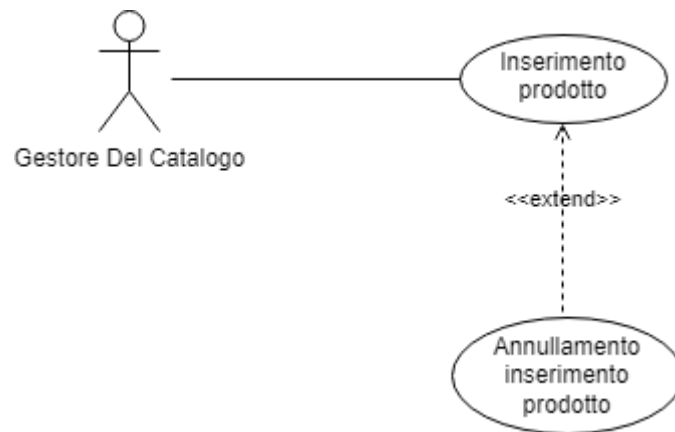 Inserimento
prodotto
Gestore Del Catalogo
<<extend>>
Annullamento
inserimento
prodotto